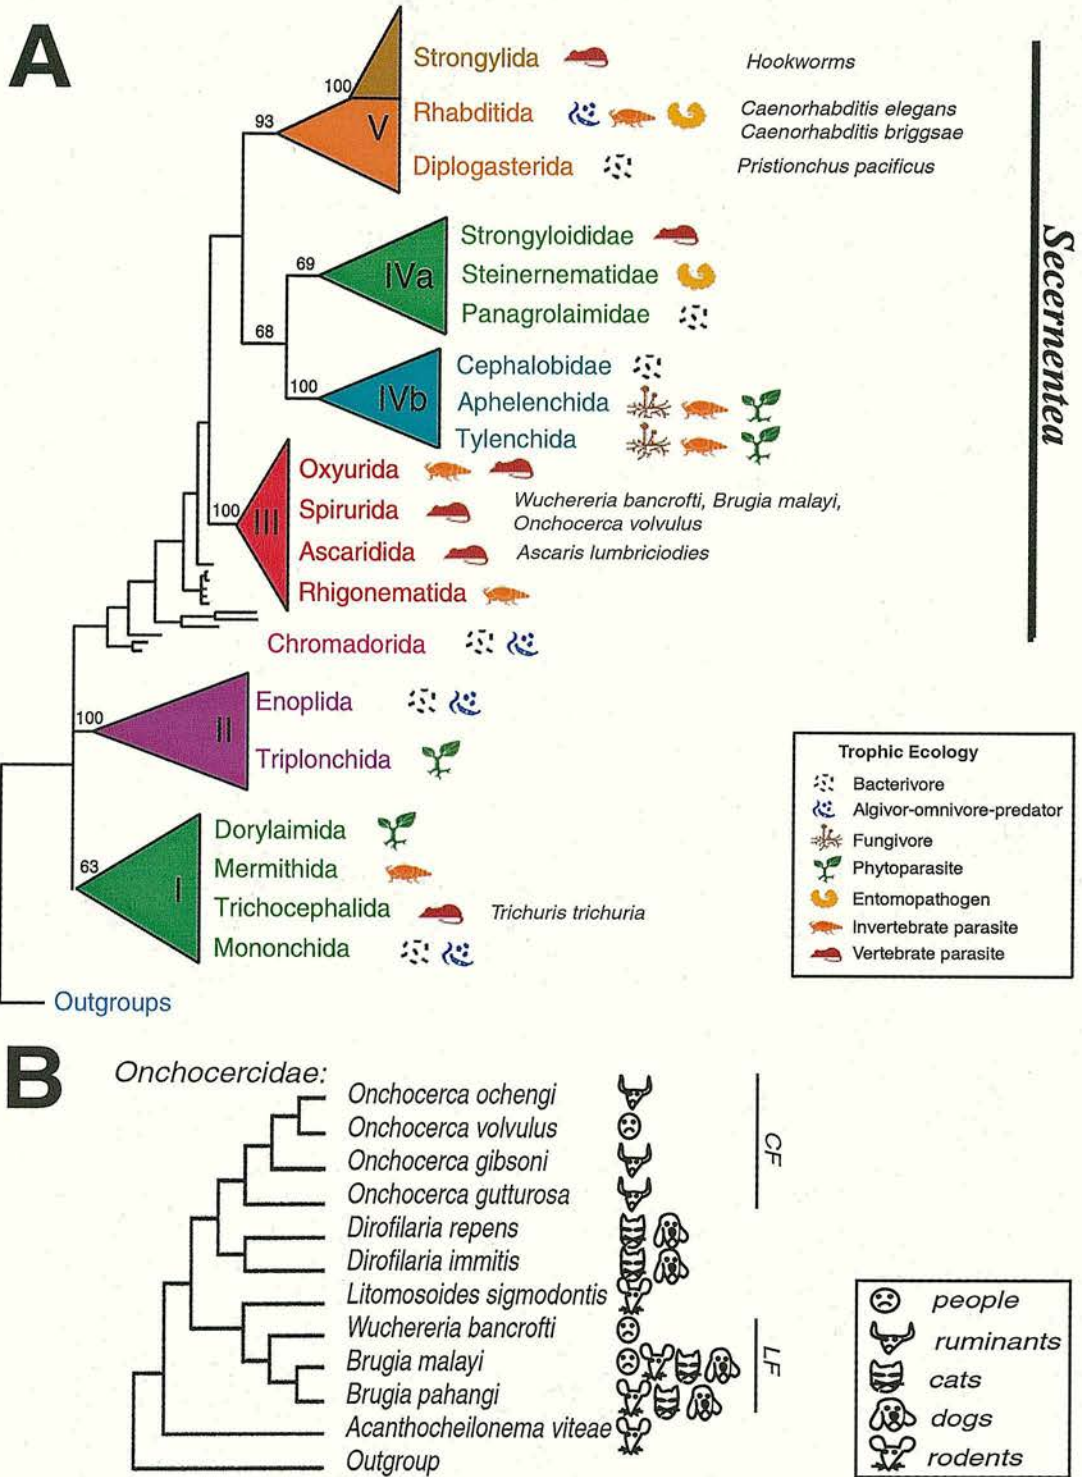 A
Strongylida
Hookworms
100
93
V
Rhabditida
Caenorhabditis elegans
Caenorhabditis briggsae
Diplogasterida
Pristionchus pacificus
Secernentea
Strongyloididae
69
IVa
Steinernematidae
Panagrolaimidae
68
Cephalobidae
100
IVb
Aphelenchida
Tylenchida
Oxyurida
Spirurida
Wuchereria bancrofti, Brugia malayi,
Onchocerca volvulus
100
III
Ascaridida
Ascaris lumbriciodies
Rhigonematida
Chromadorida
Enoplida
100
II
Triplonchida
Dorylaimida
63
Mermithida
I
Trichocephalida
Trichuris trichuria
Mononchida
Outgroups
Trophic Ecology
Bacterivore
Algivor-omnivore-predator
Fungivore
Phytoparasite
Entomopathogen
Invertebrate parasite
Vertebrate parasite
B
Onchocercidae:
Onchocerca ochengi
Onchocerca volvulus
Onchocerca gibsoni
Onchocerca gutturosa
CF
Dirofilaria repens
Dirofilaria immitis
Litomosoides sigmodontis
Wuchereria bancrofti
Brugia malayi
Brugia pahangi
LF
Acanthocheilonema viteae
Outgroup
people
ruminants
cats
dogs
rodents